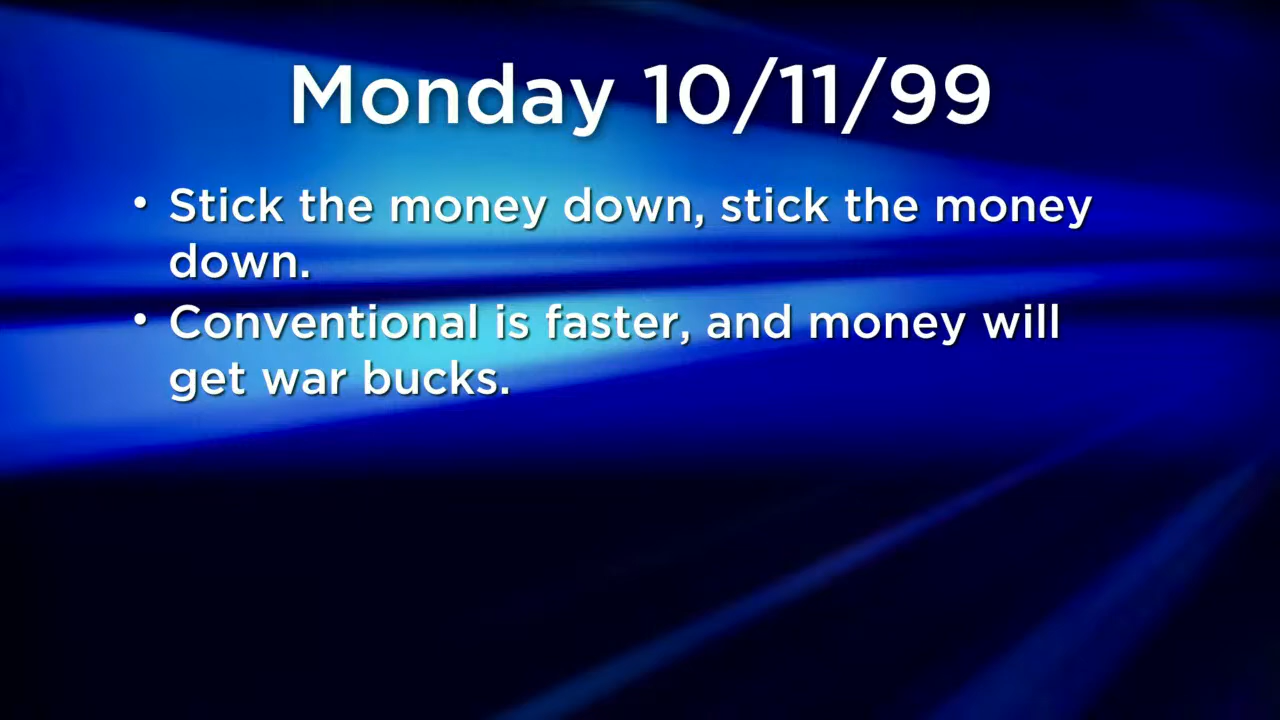 Monday 10/11/99
• Stick the money down, stick the money
down.
• Conventional is faster, and money will
get war bucks.